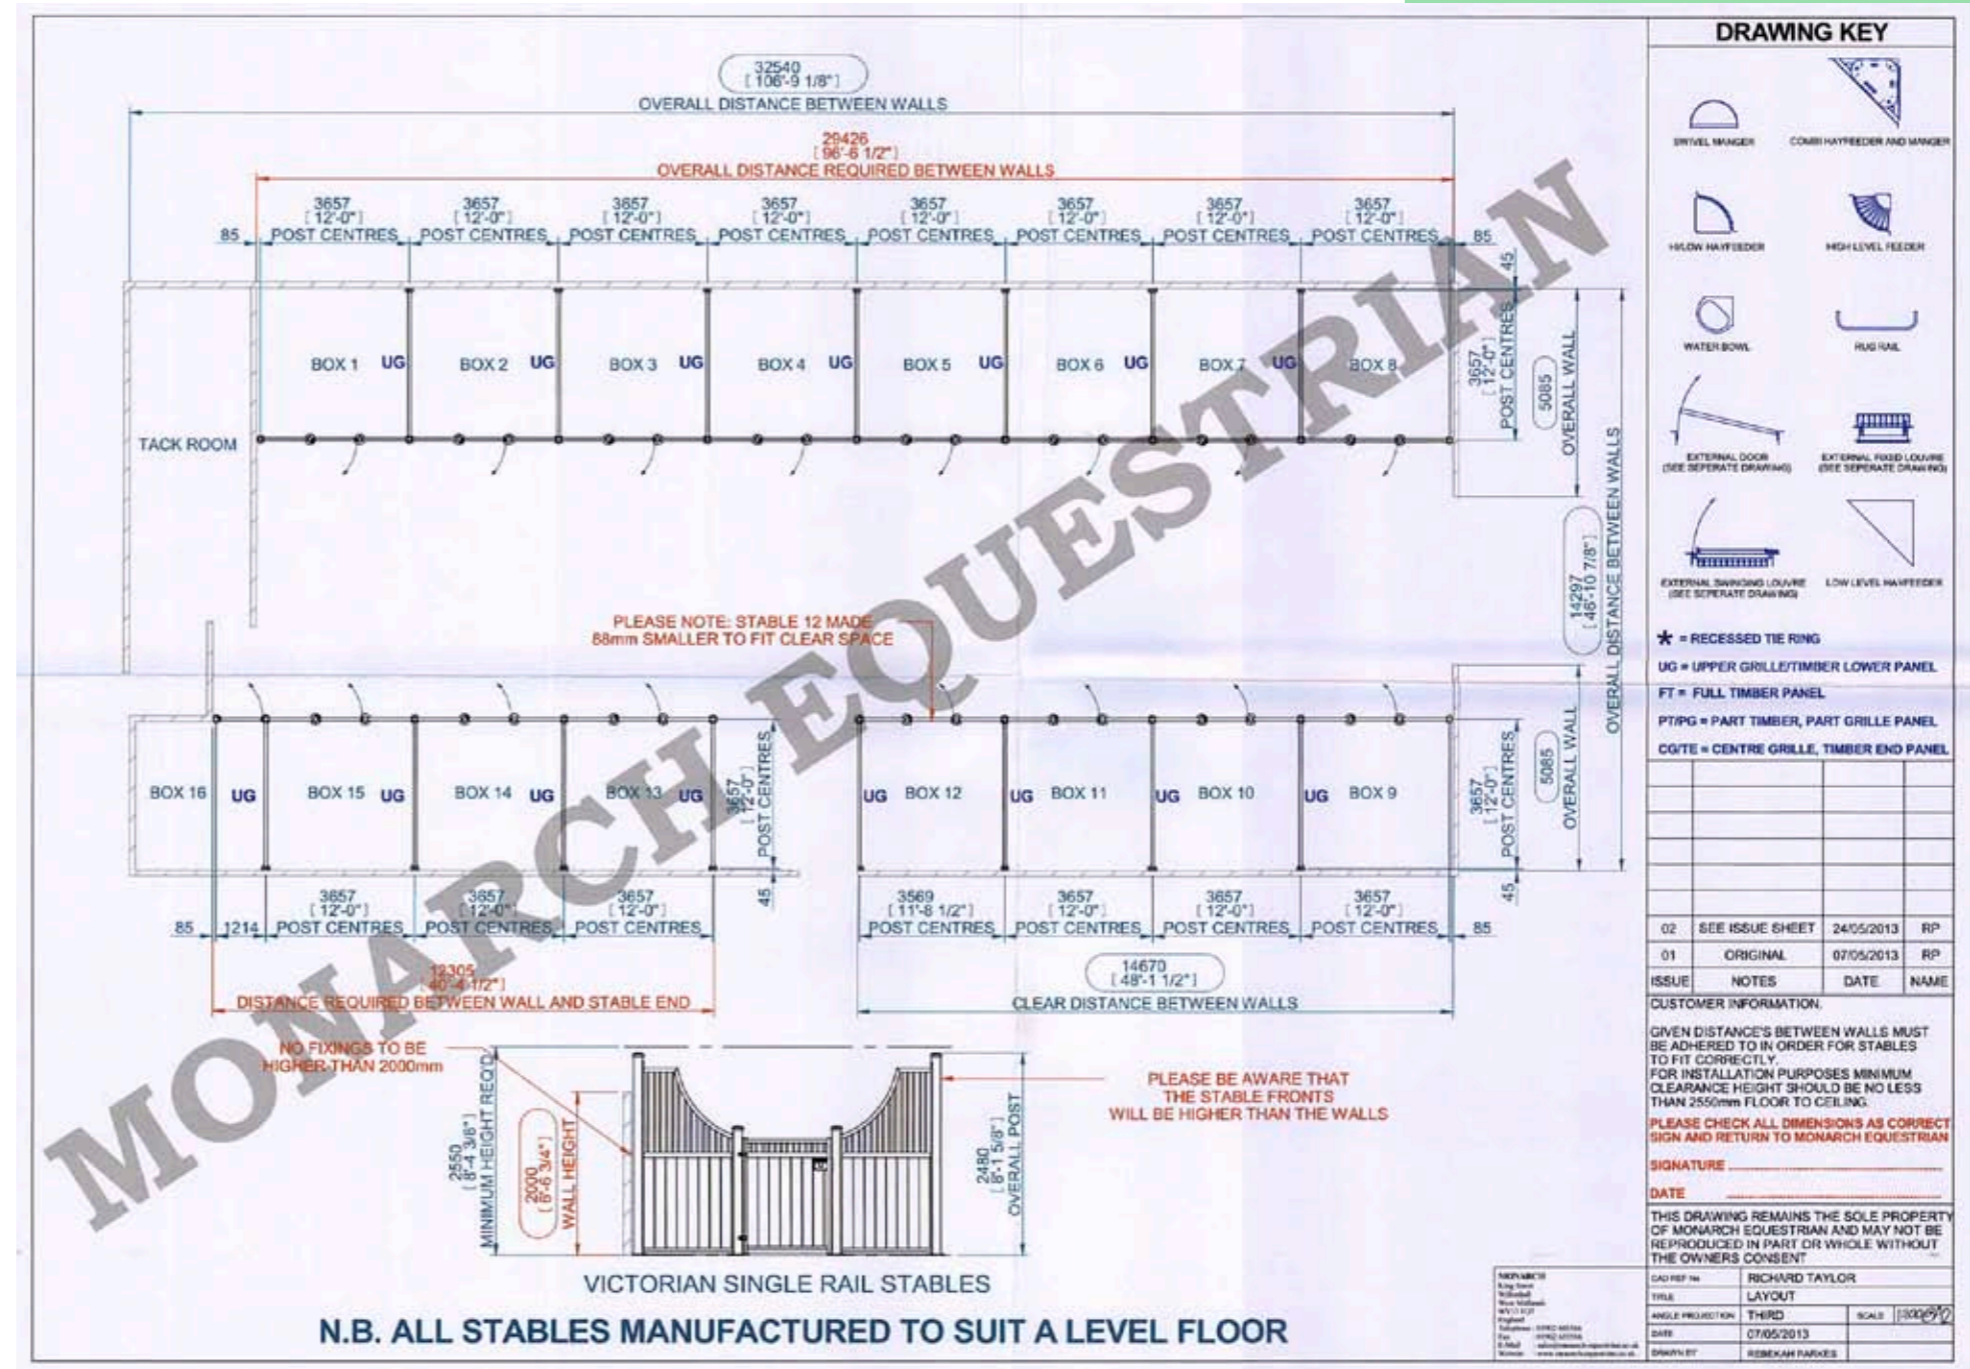 DRAWING KEY
32540
[ 106'-9 1/8" ]
OVERALL DISTANCE BETWEEN WALLS
29426
[ 96'-6 1/2" ]
OVERALL DISTANCE REQUIRED BETWEEN WALLS
3657
[ 12'-0" ]
POST CENTRES
3657
[ 12'-0" ]
POST CENTRES
3657
[ 12'-0" ]
POST CENTRES
3657
[ 12'-0" ]
POST CENTRES
3657
[ 12'-0" ]
POST CENTRES
3657
[ 12'-0" ]
POST CENTRES
3657
[ 12'-0" ]
POST CENTRES
3657
[ 12'-0" ]
POST CENTRES
85
85
45
BOX 1 UG
BOX 2 UG
BOX 3 UG
BOX 4 UG
BOX 5 UG
BOX 6 UG
BOX 7 UG
BOX 8
3657
[ 12'-0" ]
POST CENTRES
5085
OVERALL WALL
TACK ROOM
14297
[ 46'-10 7/8" ]
OVERALL DISTANCE BETWEEN WALLS
PLEASE NOTE: STABLE 12 MADE
88mm SMALLER TO FIT CLEAR SPACE
BOX 16 UG
BOX 15 UG
BOX 14 UG
BOX 13 UG
3657
[ 12'-0" ]
POST CENTRES
45
UG BOX 12
UG BOX 11
UG BOX 10
UG BOX 9
3657
[ 12'-0" ]
POST CENTRES
45
5085
OVERALL WALL
85
1214
3657
[ 12'-0" ]
POST CENTRES
3657
[ 12'-0" ]
POST CENTRES
3657
[ 12'-0" ]
POST CENTRES
3569
[ 11'-8 1/2" ]
POST CENTRES
3657
[ 12'-0" ]
POST CENTRES
3657
[ 12'-0" ]
POST CENTRES
3657
[ 12'-0" ]
POST CENTRES
85
12305
[ 40'-4 1/2" ]
DISTANCE REQUIRED BETWEEN WALL AND STABLE END
14670
[ 48'-1 1/2" ]
CLEAR DISTANCE BETWEEN WALLS
NO FIXINGS TO BE
HIGHER THAN 2000mm
2550
[ 8'-4 3/8" ]
MINIMUM HEIGHT REQ'D
2000
[ 6'-6 3/4" ]
WALL HEIGHT
2480
[ 8'-1 5/8" ]
OVERALL POST
PLEASE BE AWARE THAT
THE STABLE FRONTS
WILL BE HIGHER THAN THE WALLS
VICTORIAN SINGLE RAIL STABLES
N.B. ALL STABLES MANUFACTURED TO SUIT A LEVEL FLOOR
MONARCH EQUESTRIAN
SWIVEL MANGER
COMBI HAYFEEDER AND MANGER
HI/LOW HAYFEEDER
HIGH LEVEL FEEDER
WATER BOWL
RUG RAIL
EXTERNAL DOOR
(SEE SEPERATE DRAWING)
EXTERNAL FIXED LOUVRE
(SEE SEPERATE DRAWING)
EXTERNAL SWINGING LOUVRE
(SEE SEPERATE DRAWING)
LOW LEVEL HAYFEEDER
* = RECESSED TIE RING
UG = UPPER GRILLE/TIMBER LOWER PANEL
FT = FULL TIMBER PANEL
PT/PG = PART TIMBER, PART GRILLE PANEL
CG/TE = CENTRE GRILLE, TIMBER END PANEL
02 SEE ISSUE SHEET 24/05/2013 RP
01 ORIGINAL 07/05/2013 RP
ISSUE NOTES DATE NAME
CUSTOMER INFORMATION.
GIVEN DISTANCE'S BETWEEN WALLS MUST
BE ADHERED TO IN ORDER FOR STABLES
TO FIT CORRECTLY.
FOR INSTALLATION PURPOSES MINIMUM
CLEARANCE HEIGHT SHOULD BE NO LESS
THAN 2550mm FLOOR TO CEILING.
PLEASE CHECK ALL DIMENSIONS AS CORRECT
SIGN AND RETURN TO MONARCH EQUESTRIAN
SIGNATURE
DATE
THIS DRAWING REMAINS THE SOLE PROPERTY
OF MONARCH EQUESTRIAN AND MAY NOT BE
REPRODUCED IN PART OR WHOLE WITHOUT
THE OWNERS CONSENT
CAD REF No RICHARD TAYLOR
TITLE LAYOUT
ANGLE PROJECTION THIRD SCALE
DATE 07/05/2013
DRAWN BY REBEKAH PARKES
MONARCH
King Street
Willenhall
West Midlands
England